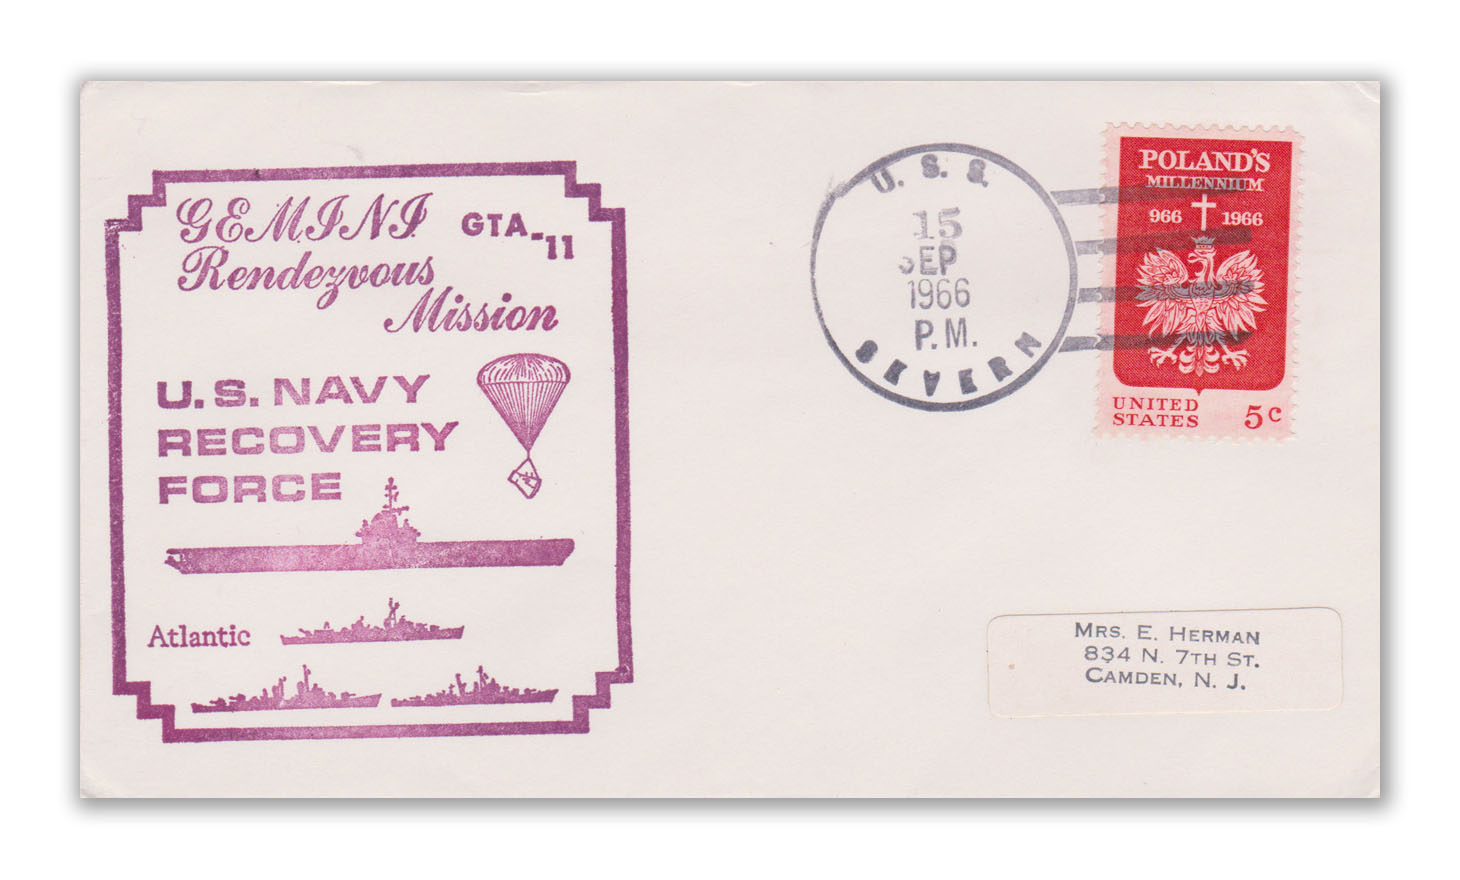 GEMINI GTA-11
Rendezvous
Mission
U.S. NAVY
RECOVERY
FORCE
Atlantic
U. S. S.
15
SEP
1966
P.M.
SEVERN
POLAND'S
MILLENNIUM
966 1966
UNITED
STATES 5c
MRS. E. HERMAN
834 N. 7TH ST.
CAMDEN, N. J.